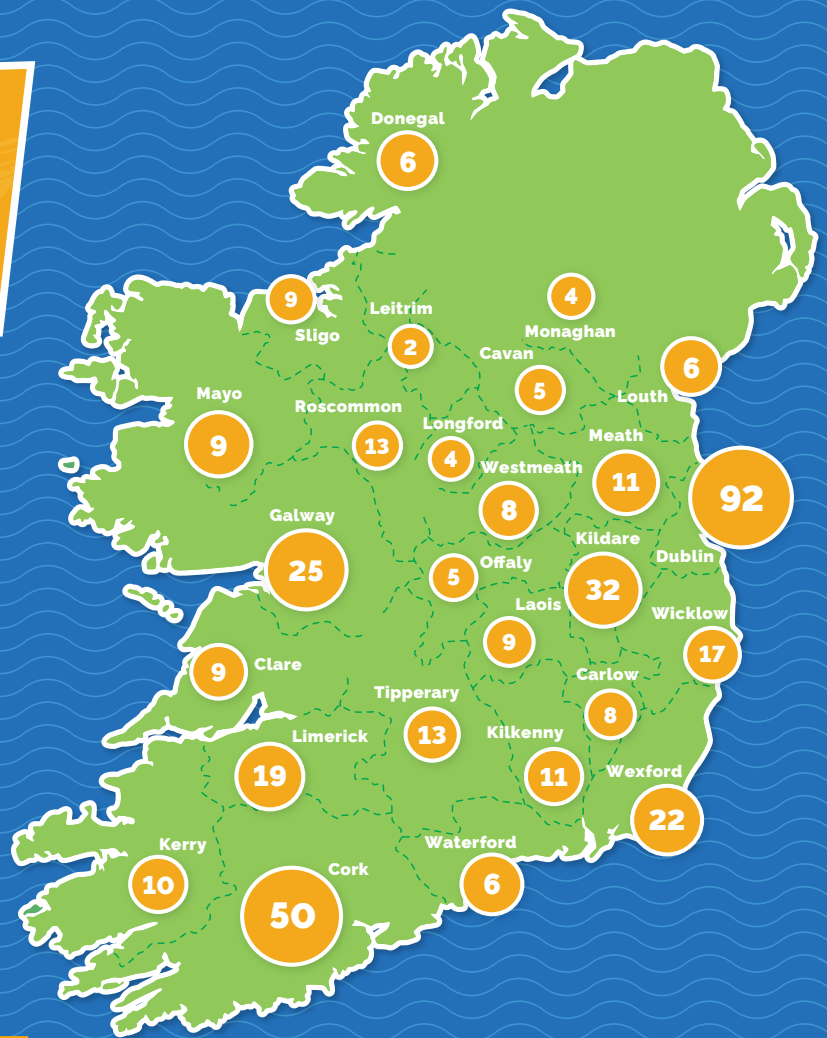 Donegal
6
9
Sligo
Leitrim
2
4
Monaghan
Cavan
5
6
Louth
Mayo
9
Roscommon
13
Longford
4
Meath
11
Westmeath
8
92
Dublin
Galway
25
Offaly
5
Kildare
32
Laois
9
Wicklow
17
9
Clare
Carlow
8
Tipperary
13
Limerick
19
Kilkenny
11
Wexford
22
Kerry
10
Cork
50
Waterford
6